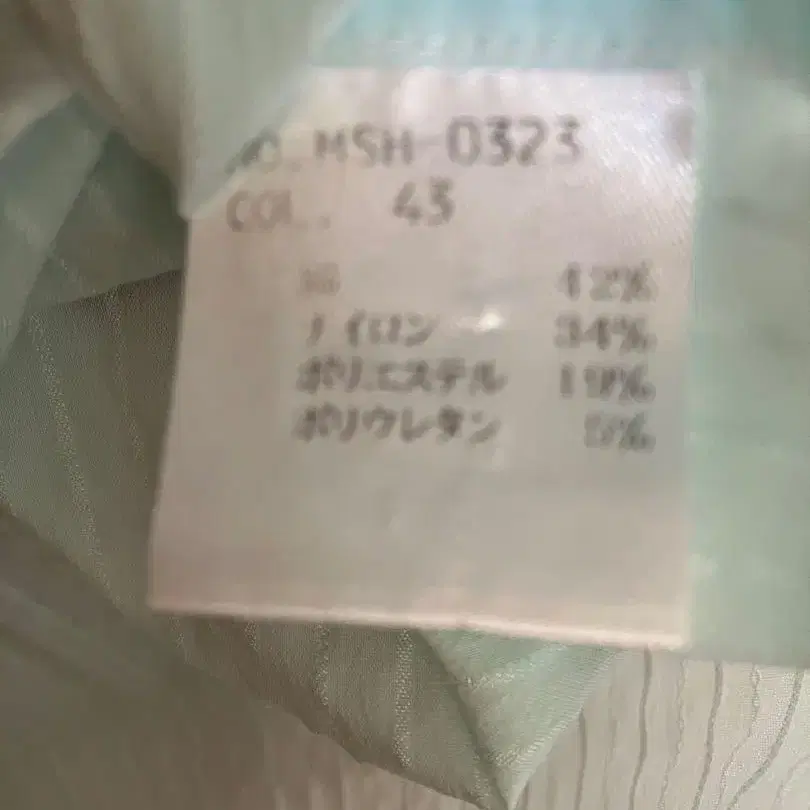 NO.MSH-0323
COL. 43
42%
ナイロン 34%
ポリエステル 19%
ポリウレタン